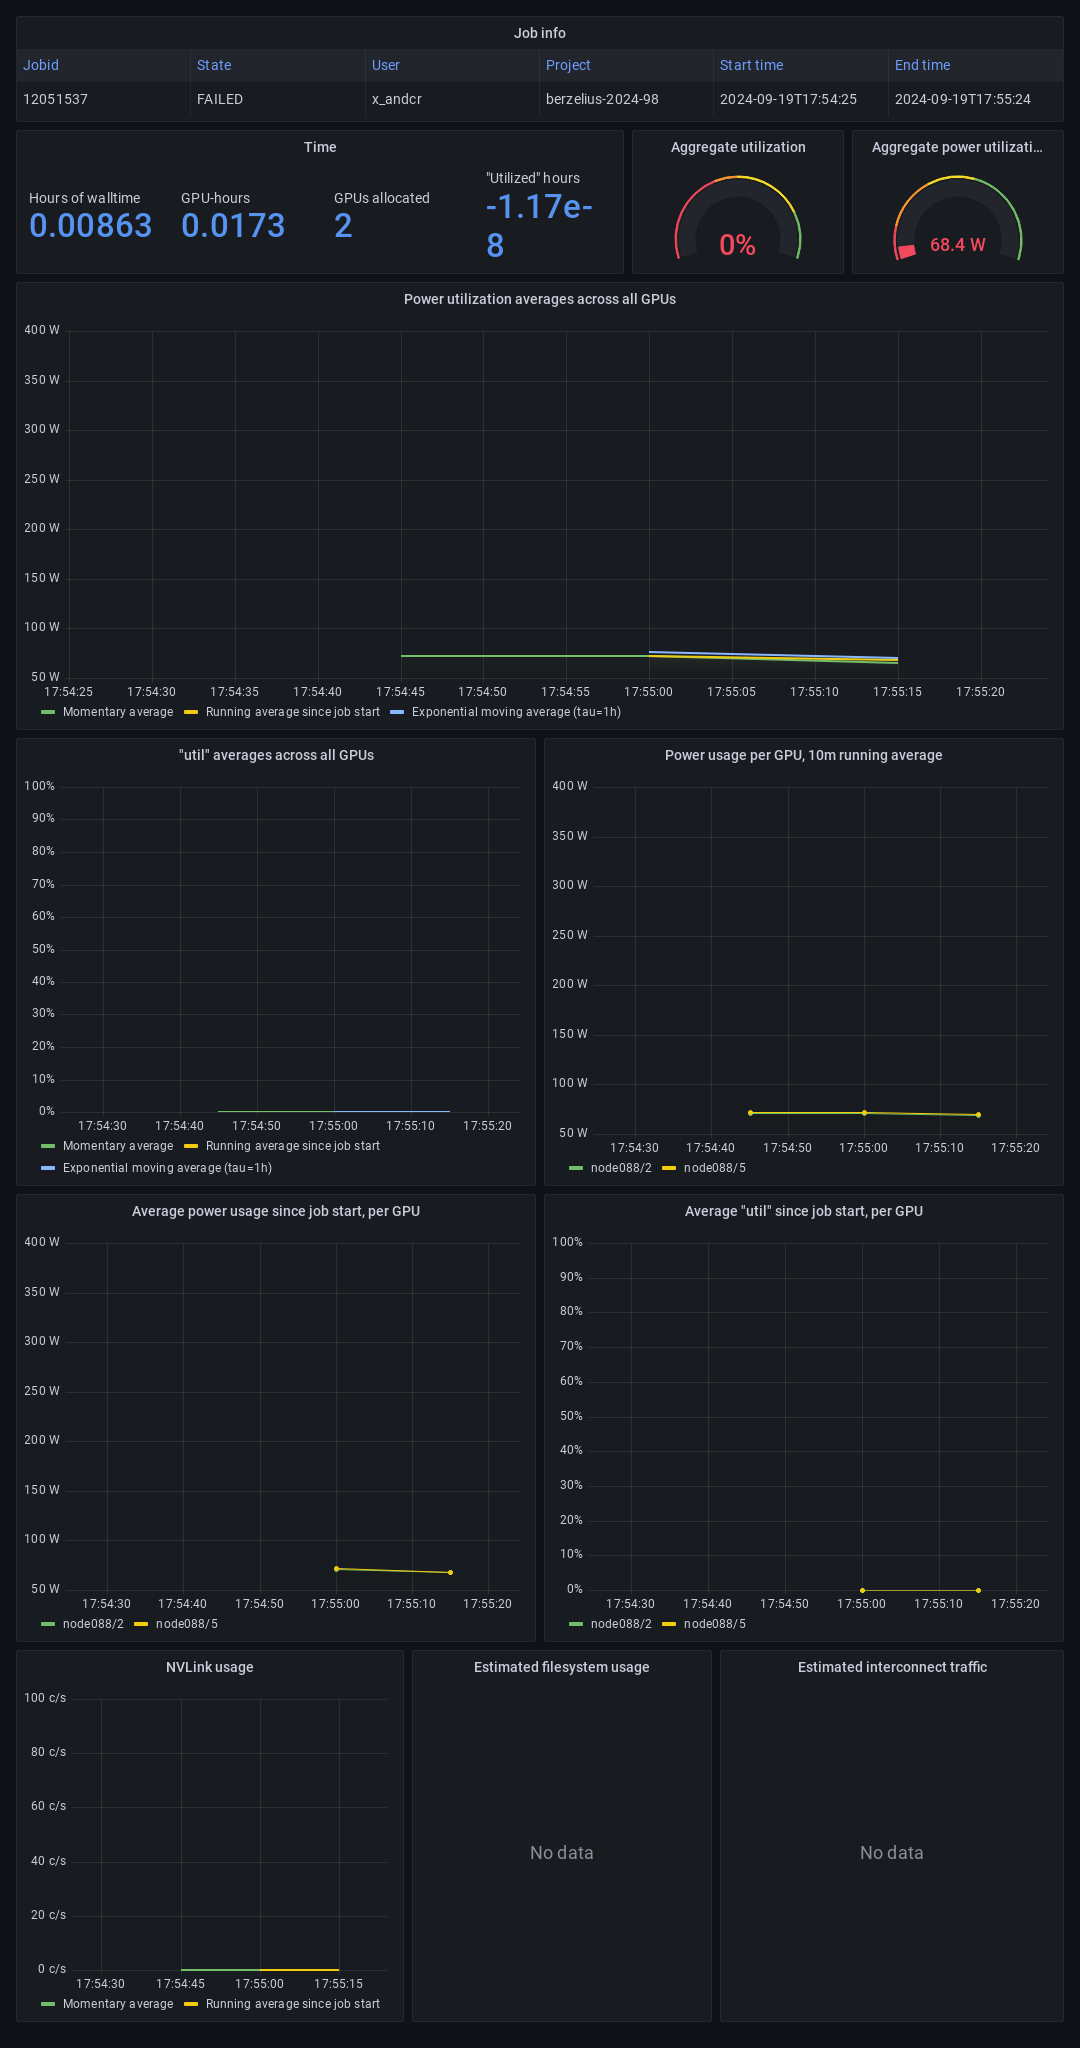 Job info
Jobid State User Project Start time End time
12051537 FAILED x_andcr berzelius-2024-98 2024-09-19T17:54:25 2024-09-19T17:55:24
Time
Hours of walltime
0.00863
GPU-hours
0.0173
GPUs allocated
2
"Utilized" hours
-1.17e-
8
Aggregate utilization
0%
Aggregate power utilizati...
68.4 W
Power utilization averages across all GPUs
400 W
350 W
300 W
250 W
200 W
150 W
100 W
50 W
17:54:25 17:54:30 17:54:35 17:54:40 17:54:45 17:54:50 17:54:55 17:55:00 17:55:05 17:55:10 17:55:15 17:55:20
Momentary average Running average since job start Exponential moving average (tau=1h)
"util" averages across all GPUs
100%
90%
80%
70%
60%
50%
40%
30%
20%
10%
0%
17:54:30 17:54:40 17:54:50 17:55:00 17:55:10 17:55:20
Momentary average Running average since job start
Exponential moving average (tau=1h)
Power usage per GPU, 10m running average
400 W
350 W
300 W
250 W
200 W
150 W
100 W
50 W
17:54:30 17:54:40 17:54:50 17:55:00 17:55:10 17:55:20
node088/2 node088/5
Average power usage since job start, per GPU
400 W
350 W
300 W
250 W
200 W
150 W
100 W
50 W
17:54:30 17:54:40 17:54:50 17:55:00 17:55:10 17:55:20
node088/2 node088/5
Average "util" since job start, per GPU
100%
90%
80%
70%
60%
50%
40%
30%
20%
10%
0%
17:54:30 17:54:40 17:54:50 17:55:00 17:55:10 17:55:20
node088/2 node088/5
NVLink usage
100 c/s
80 c/s
60 c/s
40 c/s
20 c/s
0 c/s
17:54:30 17:54:45 17:55:00 17:55:15
Momentary average Running average since job start
Estimated filesystem usage
No data
Estimated interconnect traffic
No data